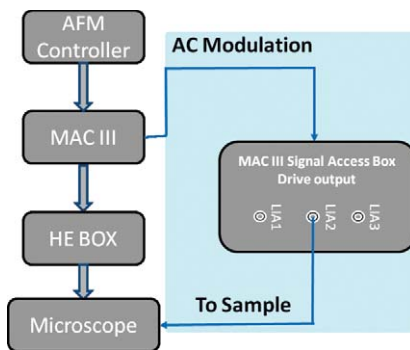 AFM
Controller
AC Modulation
MAC III
MAC III Signal Access Box
Drive output
LIA1
LIA2
LIA3
HE BOX
To Sample
Microscope